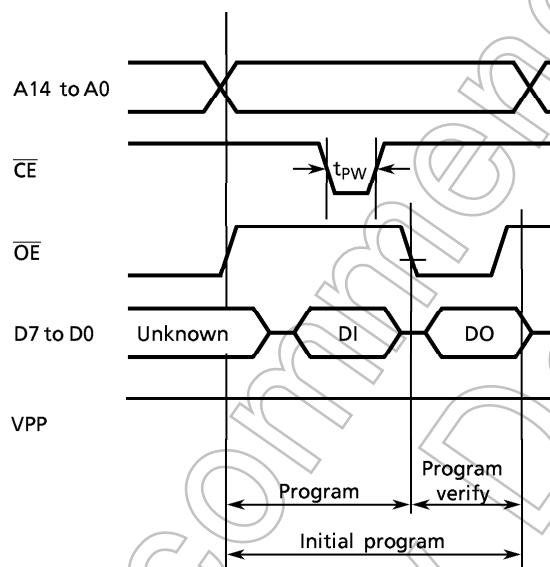 A14 to A0
CE
tPW
OE
D7 to D0
Unknown
DI
DO
VPP
Program
Program
verify
Initial program